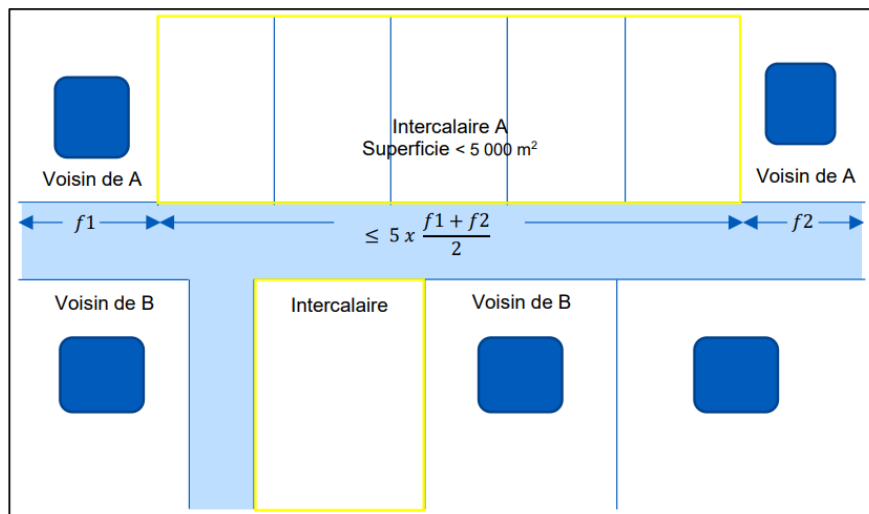 Intercalaire A
Superficie < 5 000 m²
Voisin de A
Voisin de A
f1
≤ 5 x (f1 + f2)/2
f2
Voisin de B
Intercalaire
Voisin de B